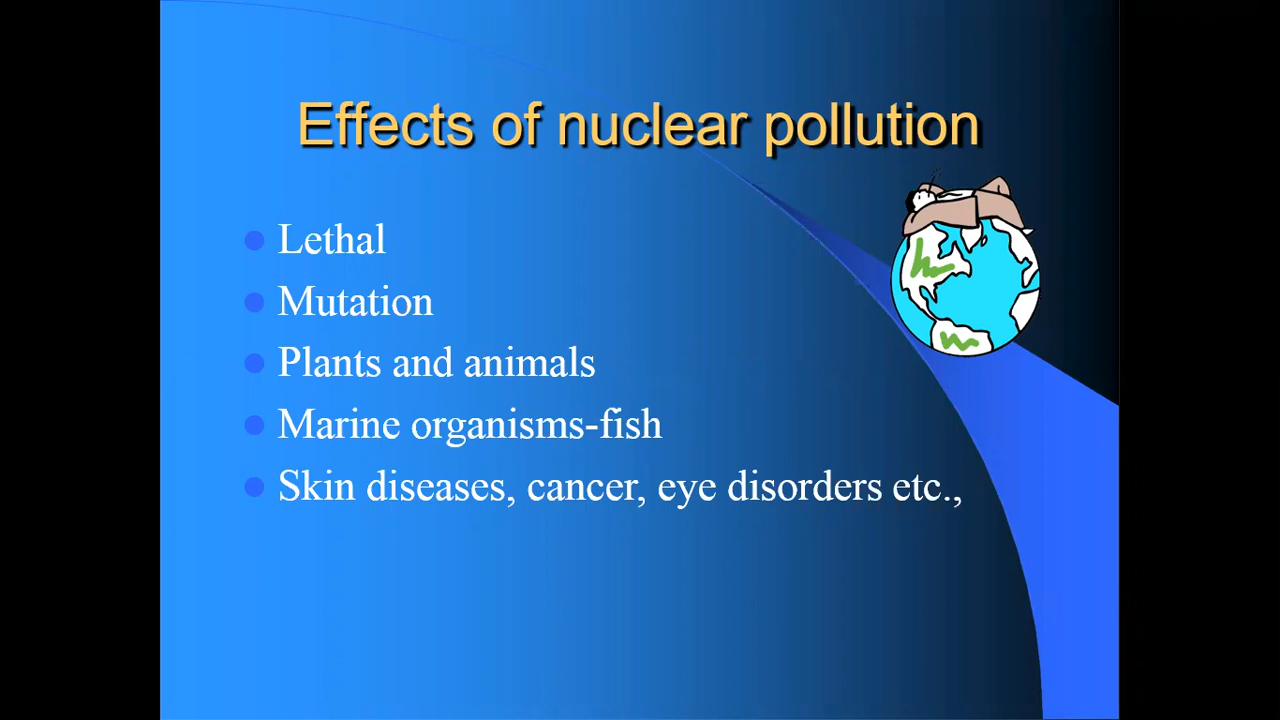 Effects of nuclear pollution
Lethal
Mutation
Plants and animals
Marine organisms-fish
Skin diseases, cancer, eye disorders etc.,